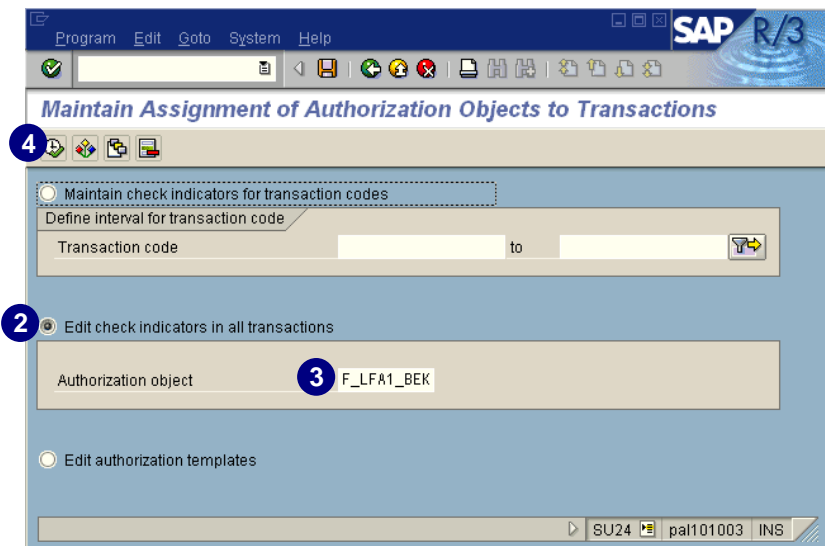 Program Edit Goto System Help
SAP R/3
Maintain Assignment of Authorization Objects to Transactions
4
Maintain check indicators for transaction codes
Define interval for transaction code
Transaction code to
2 Edit check indicators in all transactions
Authorization object 3 F_LFA1_BEK
Edit authorization templates
SU24 pal101003 INS